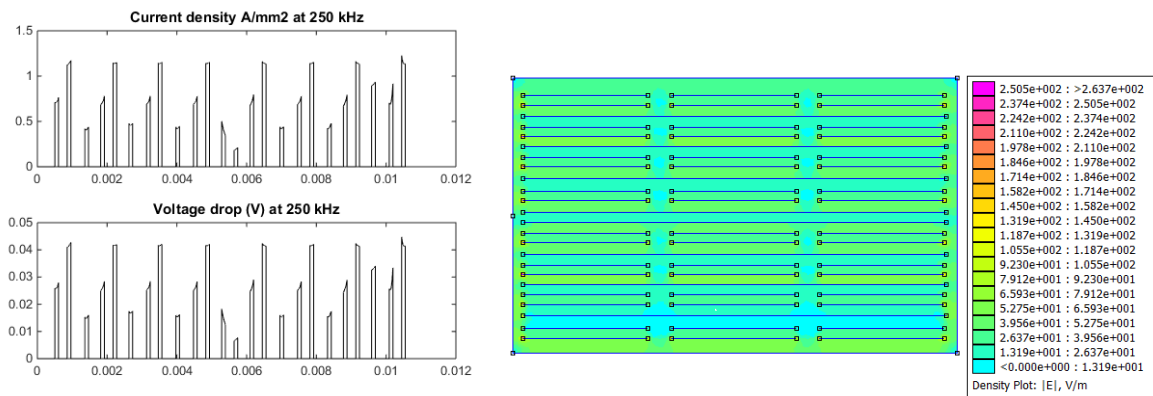 Current density A/mm2 at 250 kHz
1.5
1
0.5
0
0 0.002 0.004 0.006 0.008 0.01 0.012
Voltage drop (V) at 250 kHz
0.05
0.04
0.03
0.02
0.01
0
0 0.002 0.004 0.006 0.008 0.01 0.012
2.505e+002 : >2.637e+002
2.374e+002 : 2.505e+002
2.242e+002 : 2.374e+002
2.110e+002 : 2.242e+002
1.978e+002 : 2.110e+002
1.846e+002 : 1.978e+002
1.714e+002 : 1.846e+002
1.582e+002 : 1.714e+002
1.450e+002 : 1.582e+002
1.319e+002 : 1.450e+002
1.187e+002 : 1.319e+002
1.055e+002 : 1.187e+002
9.230e+001 : 1.055e+002
7.912e+001 : 9.230e+001
6.593e+001 : 7.912e+001
5.275e+001 : 6.593e+001
3.956e+001 : 5.275e+001
2.637e+001 : 3.956e+001
1.319e+001 : 2.637e+001
<0.000e+000 : 1.319e+001
Density Plot: |E|, V/m